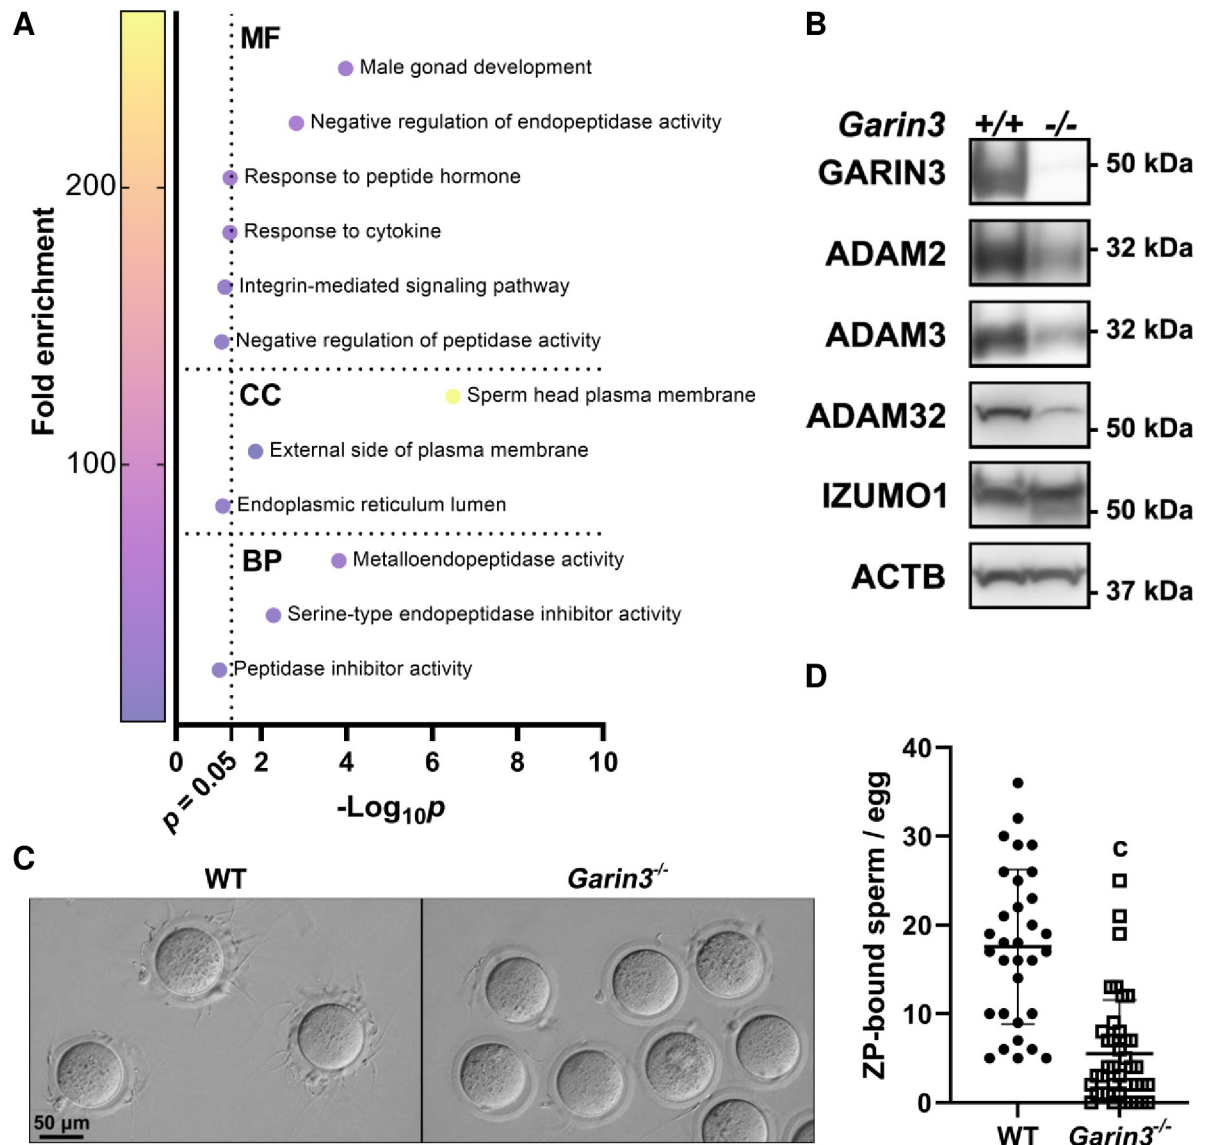 A
MF
Male gonad development
Negative regulation of endopeptidase activity
200
Response to peptide hormone
Response to cytokine
Integrin-mediated signaling pathway
Negative regulation of peptidase activity
Fold enrichment
CC
Sperm head plasma membrane
100
External side of plasma membrane
Endoplasmic reticulum lumen
BP
Metalloendopeptidase activity
Serine-type endopeptidase inhibitor activity
Peptidase inhibitor activity
0 2 4 6 8 10
p = 0.05
-Log10p
B
Garin3 +/+ -/-
GARIN3 50 kDa
ADAM2 32 kDa
ADAM3 32 kDa
ADAM32 50 kDa
IZUMO1 50 kDa
ACTB 37 kDa
C
WT Garin3-/-
50 µm
D
40
30
20
10
0
ZP-bound sperm / egg
c
WT Garin3-/-